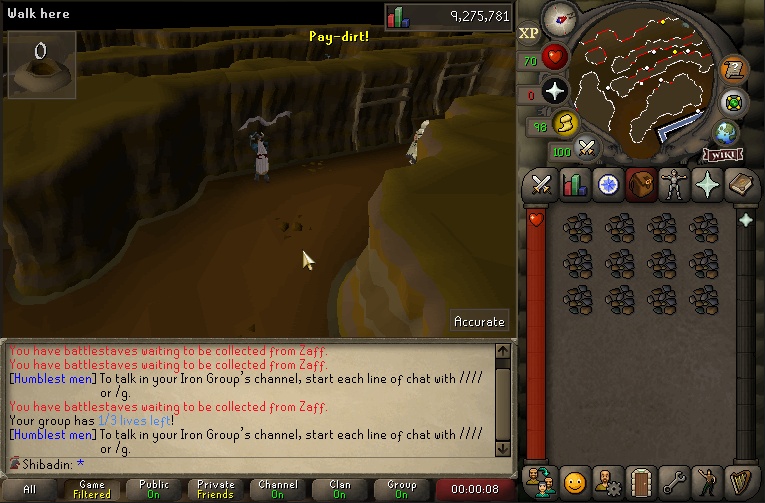 Walk here
9,275,781
Pay-dirt!
0
XP
70
0
98
100
WIKI
Accurate
You have battlestaves waiting to be collected from Zaff.
You have battlestaves waiting to be collected from Zaff.
[Humblest men] To talk in your Iron Group's channel, start each line of chat with ////
or /g.
You have battlestaves waiting to be collected from Zaff.
Your group has 1/3 lives left!
[Humblest men] To talk in your Iron Group's channel, start each line of chat with ////
or /g.
Shibadin: *
All
Game
Filtered
Public
On
Private
Friends
Channel
On
Clan
On
Group
On
00:00:08